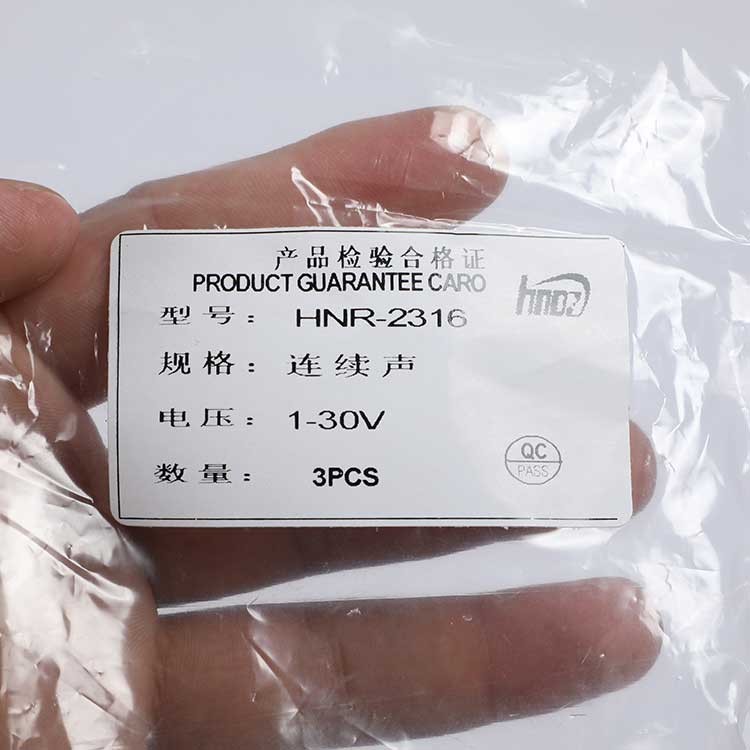 产品检验合格证
PRODUCT GUARANTEE CARO
hndz
型号： HNR-2316
规格： 连续声
电压： 1-30V
数量： 3PCS
QC
PASS